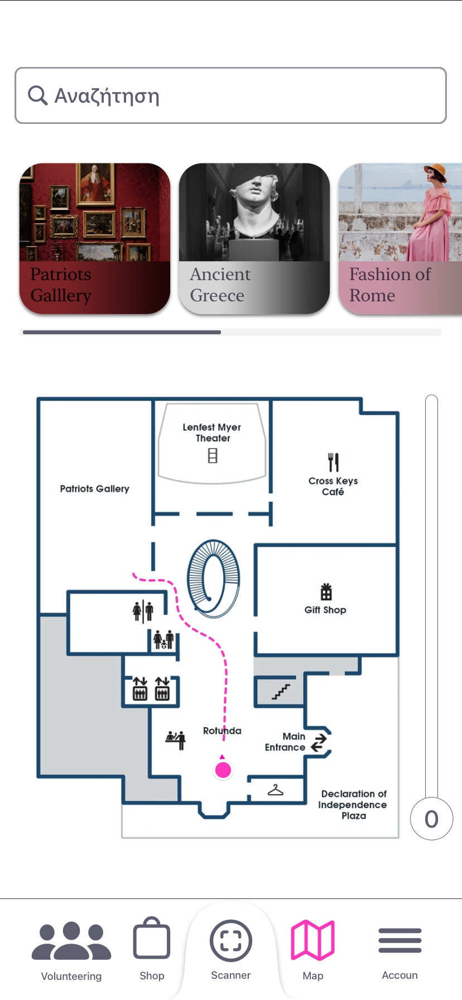 Αναζήτηση
Patriots
Galllery
Ancient
Greece
Fashion of
Rome
Lenfest Myer
Theater
Cross Keys
Café
Patriots Gallery
Gift Shop
Rotunda
Main
Entrance
Declaration of
Independence
Plaza
0
Volunteering
Shop
Scanner
Map
Accoun